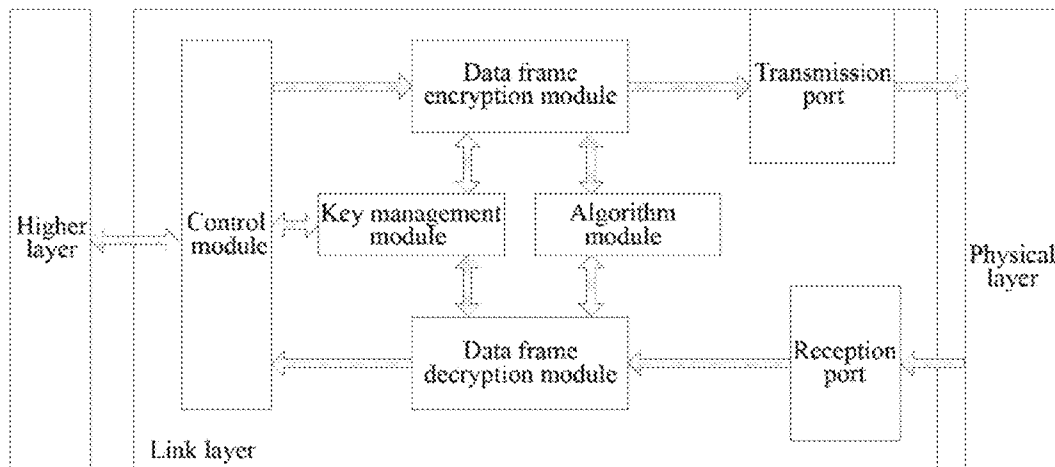 Data frame
encryption module
Transmission
port
Higher
layer
Control
module
Key management
module
Algorithm
module
Physical
layer
Data frame
decryption module
Reception
port
Link layer